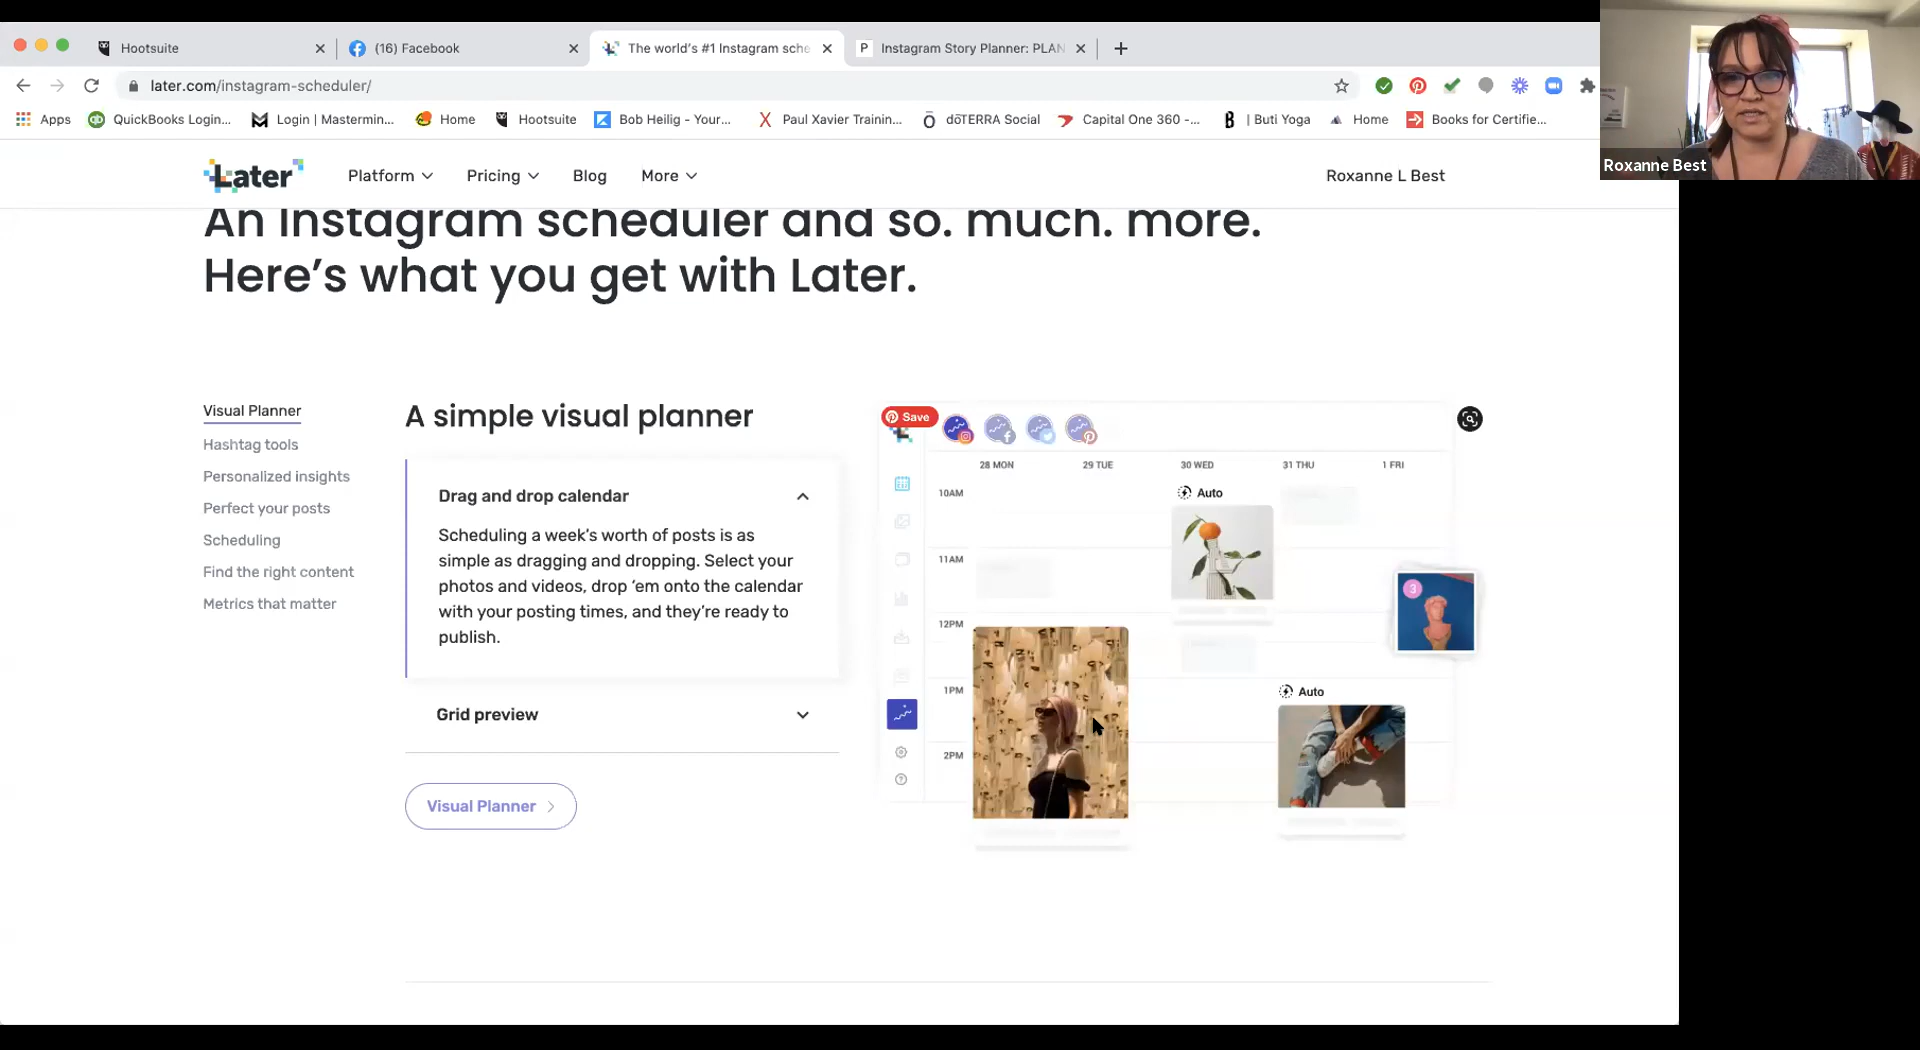 Hootsuite
(16) Facebook
The world's #1 Instagram sche
Instagram Story Planner: PLAN
later.com/instagram-scheduler/
Apps
QuickBooks Login...
Login | Mastermin...
Home
Hootsuite
Bob Heilig - Your...
Paul Xavier Trainin...
dōTERRA Social
Capital One 360 -...
| Buti Yoga
Home
Books for Certifie...
Roxanne Best
Later
Platform
Pricing
Blog
More
Roxanne L Best
An Instagram scheduler and so. much. more.
Here's what you get with Later.
Visual Planner
Hashtag tools
Personalized insights
Perfect your posts
Scheduling
Find the right content
Metrics that matter
A simple visual planner
Drag and drop calendar
Scheduling a week's worth of posts is as
simple as dragging and dropping. Select your
photos and videos, drop 'em onto the calendar
with your posting times, and they're ready to
publish.
Grid preview
Visual Planner
Save
28 MON
29 TUE
30 WED
31 THU
1 FRI
10AM
Auto
11AM
3
12PM
1PM
Auto
2PM